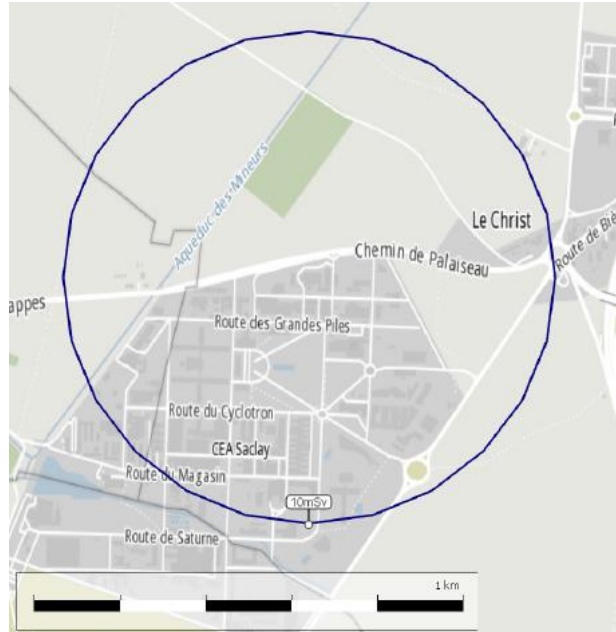 Aqueduc des Mineurs
Le Christ
Route de Biè
Chemin de Palaiseau
appes
Route des Grandes Piles
Route du Cyclotron
CEA Saclay
Route du Magasin
10mSv
Route de Saturne
1 km